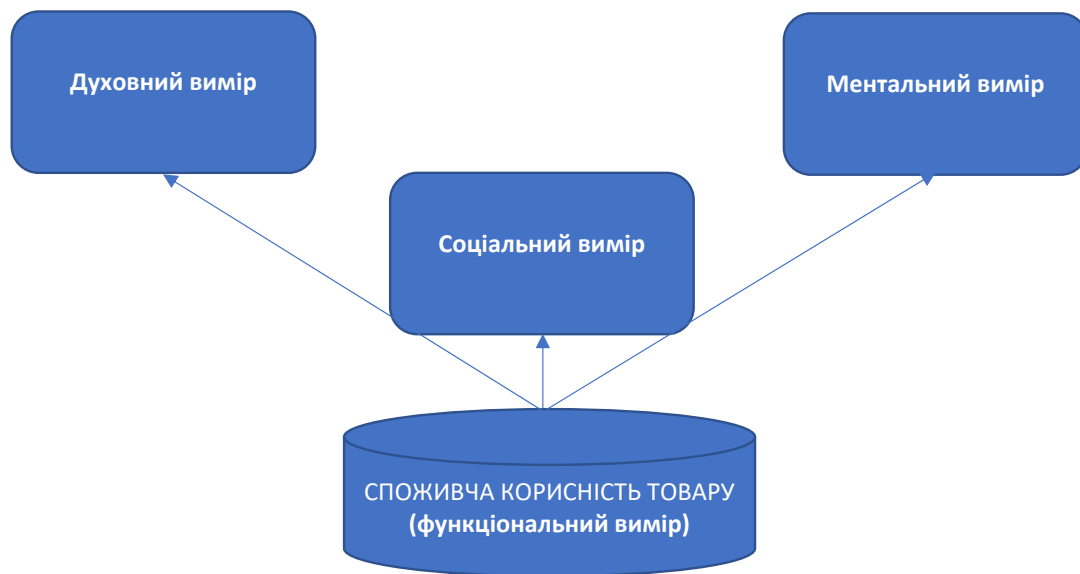 Духовний вимір
Ментальний вимір
Соціальний вимір
СПОЖИВЧА КОРИСНІСТЬ ТОВАРУ
(функціональний вимір)